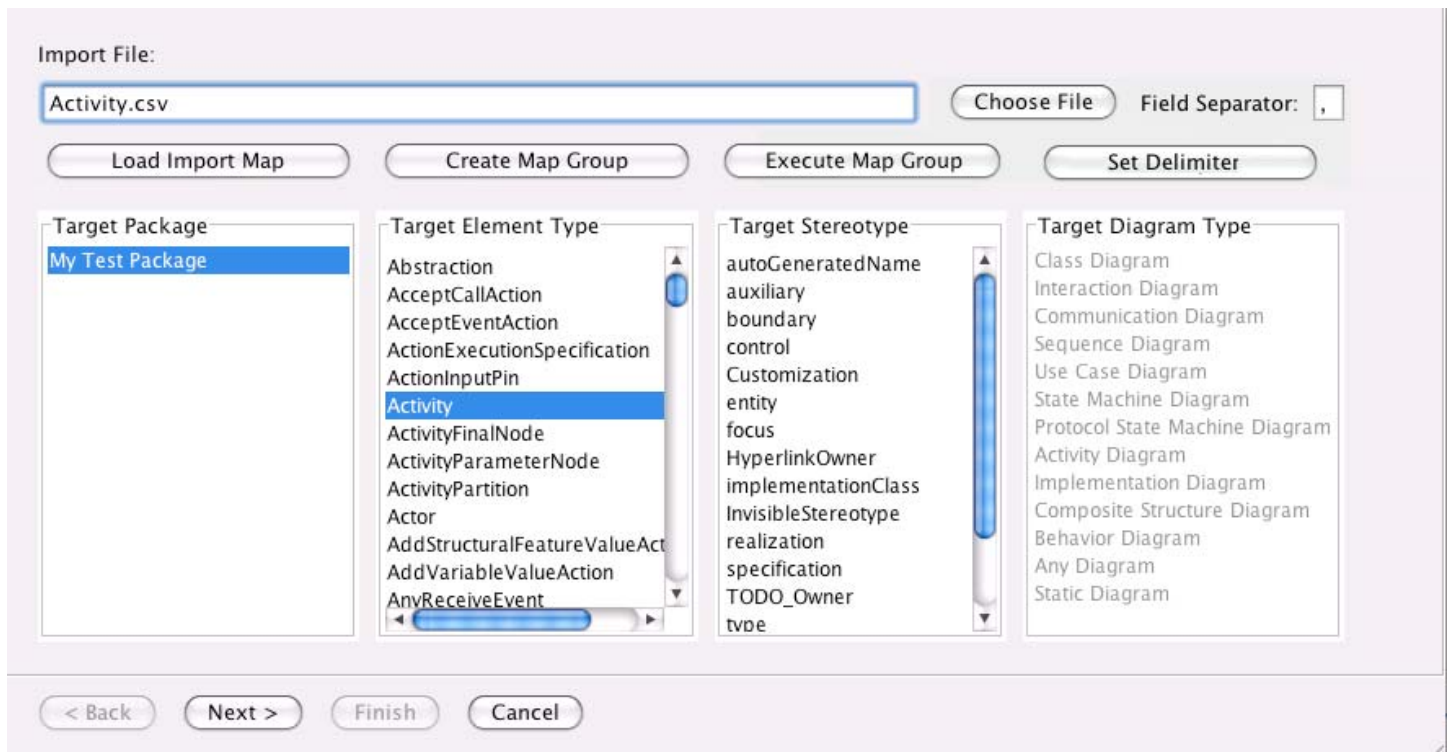 Import File:
Activity.csv
Choose File
Field Separator: ,
Load Import Map
Create Map Group
Execute Map Group
Set Delimiter
Target Package
My Test Package
Target Element Type
Abstraction
AcceptCallAction
AcceptEventAction
ActionExecutionSpecification
ActionInputPin
Activity
ActivityFinalNode
ActivityParameterNode
ActivityPartition
Actor
AddStructuralFeatureValueAct
AddVariableValueAction
AnyReceiveEvent
Target Stereotype
autoGeneratedName
auxiliary
boundary
control
Customization
entity
focus
HyperlinkOwner
implementationClass
InvisibleStereotype
realization
specification
TODO_Owner
type
Target Diagram Type
Class Diagram
Interaction Diagram
Communication Diagram
Sequence Diagram
Use Case Diagram
State Machine Diagram
Protocol State Machine Diagram
Activity Diagram
Implementation Diagram
Composite Structure Diagram
Behavior Diagram
Any Diagram
Static Diagram
< Back
Next >
Finish
Cancel